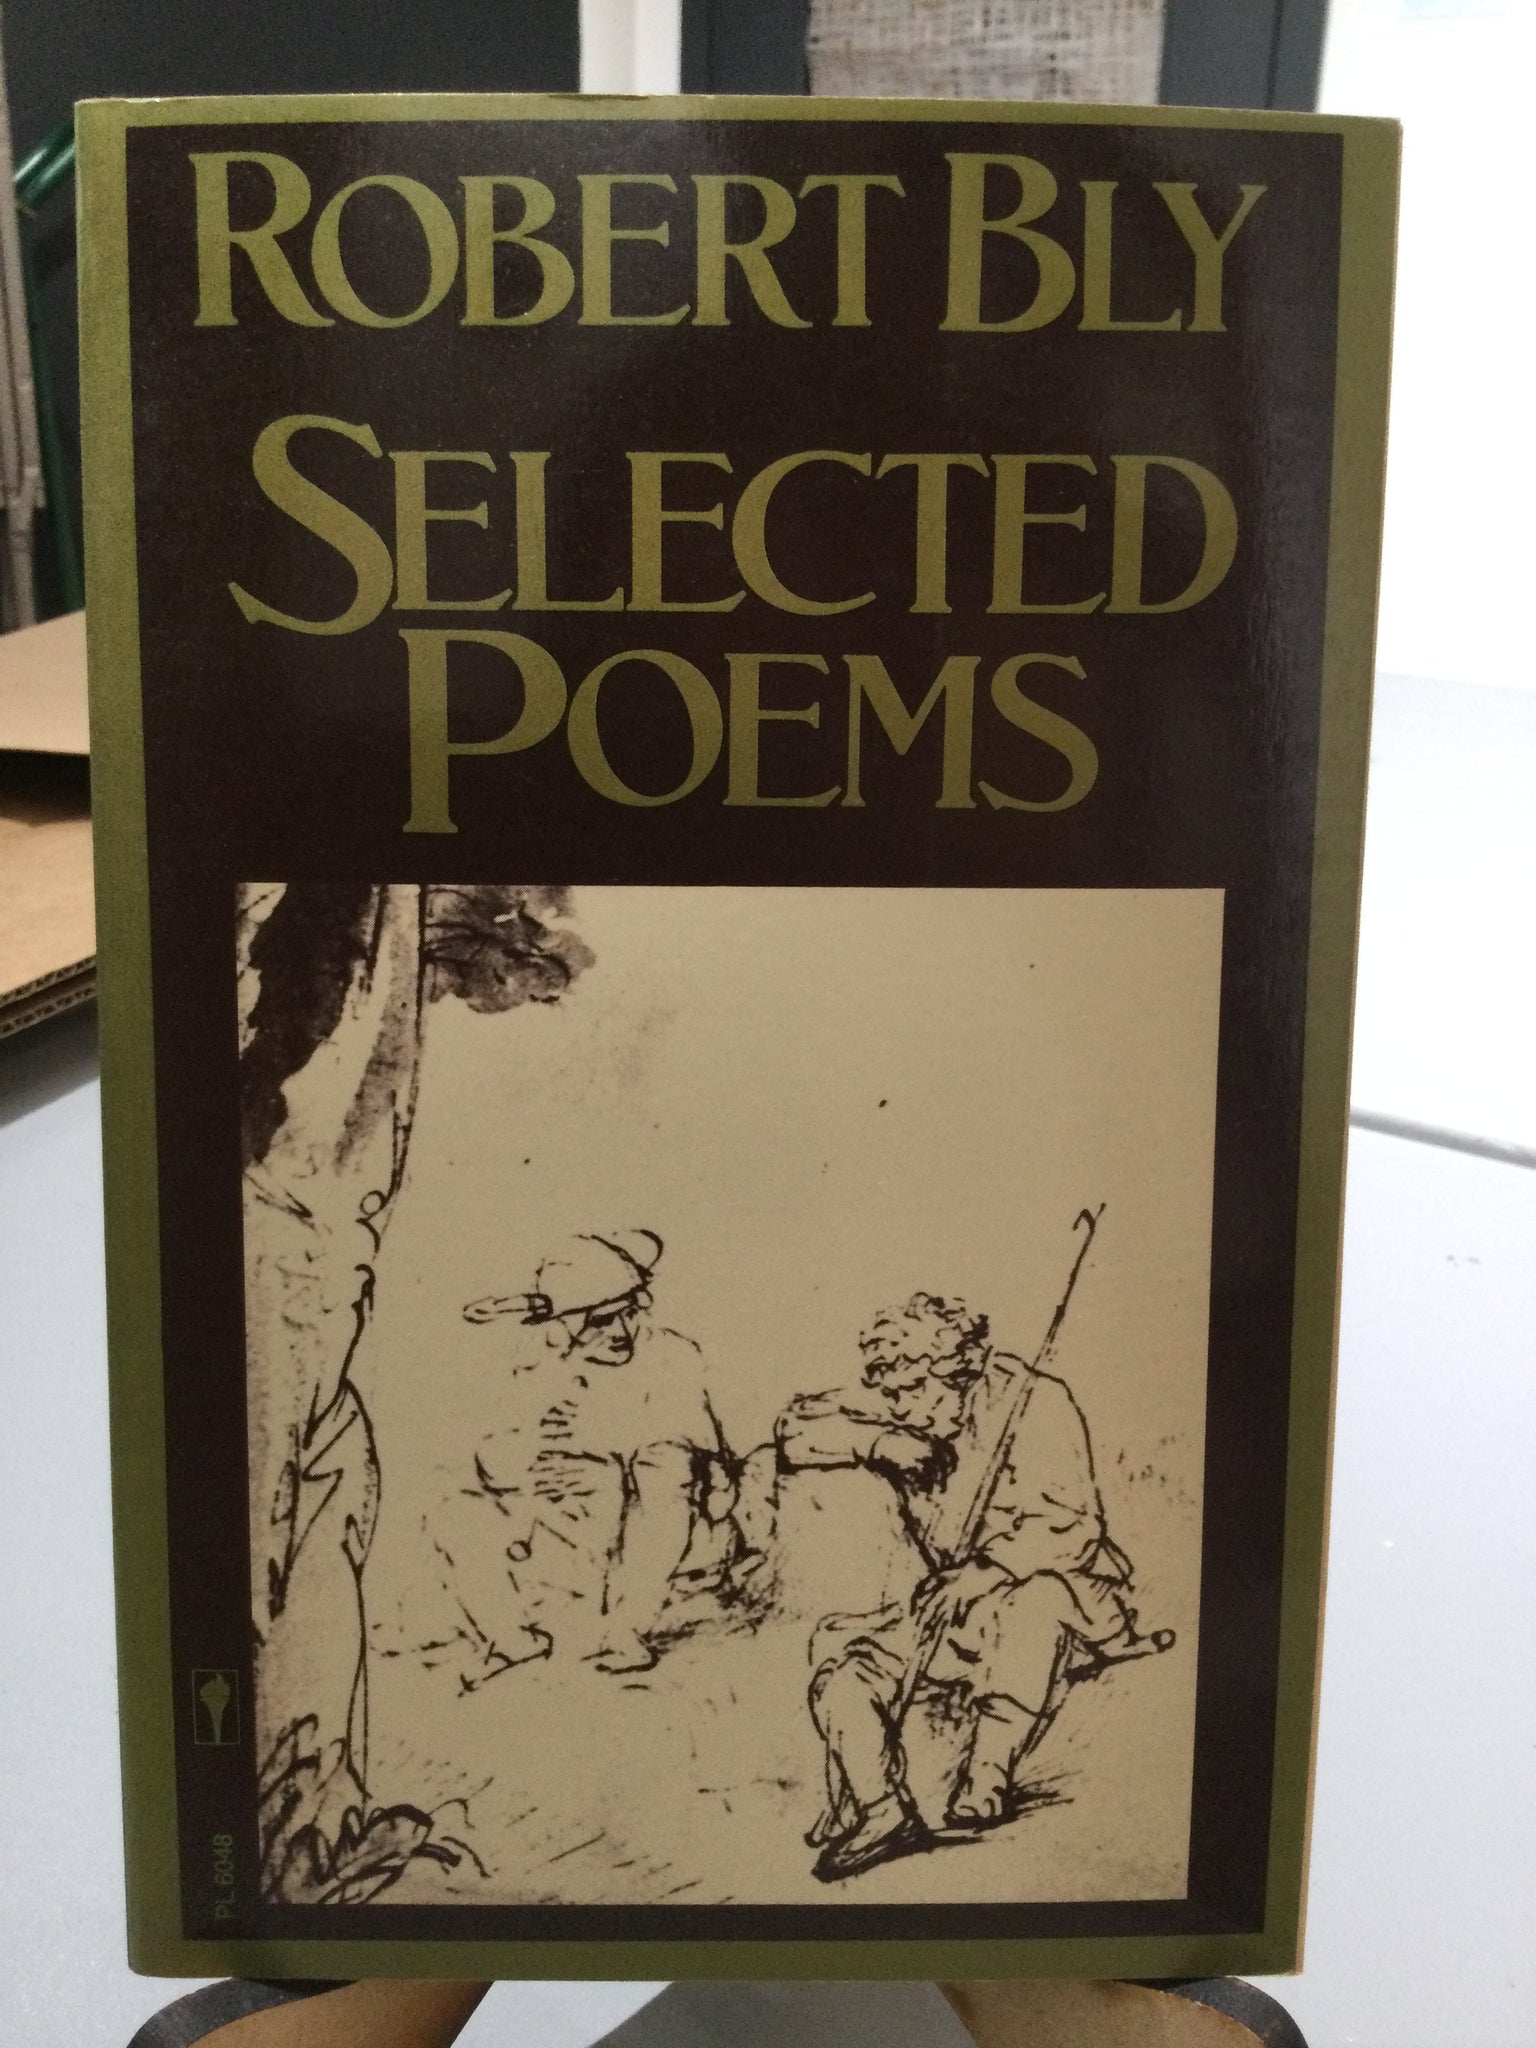 ROBERT BLY
SELECTED
POEMS
PL 6048